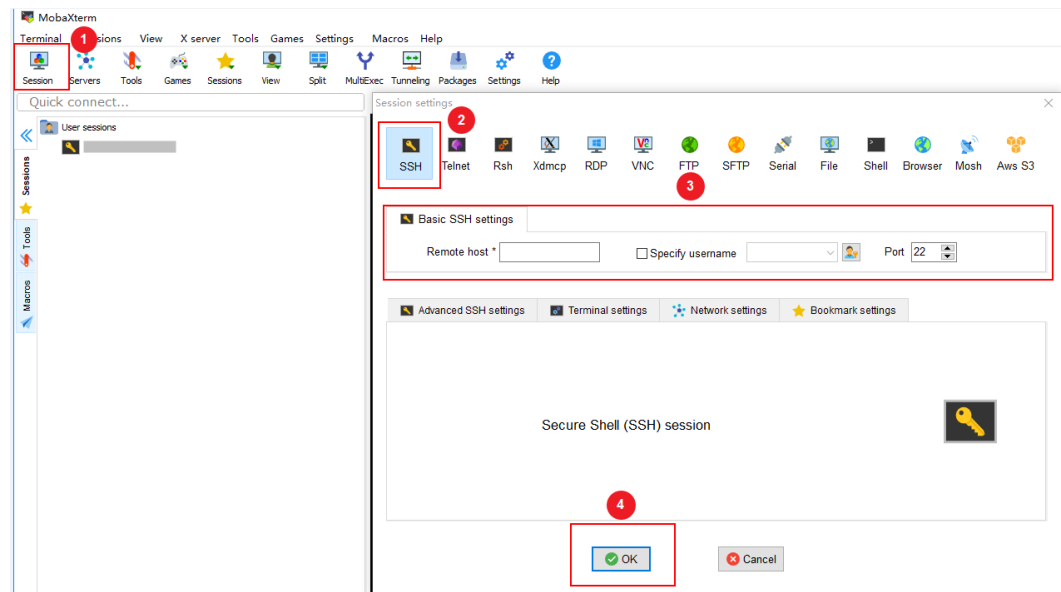 MobaXterm
Terminal Sessions View X server Tools Games Settings Macros Help
1
Session Servers Tools Games Sessions View Split MultiExec Tunneling Packages Settings Help
Quick connect...
Session settings
2
User sessions
SSH Telnet Rsh Xdmcp RDP VNC FTP SFTP Serial File Shell Browser Mosh Aws S3
3
Sessions
Tools
Macros
Basic SSH settings
Remote host * Specify username Port 22
Advanced SSH settings Terminal settings Network settings Bookmark settings
Secure Shell (SSH) session
4
OK Cancel